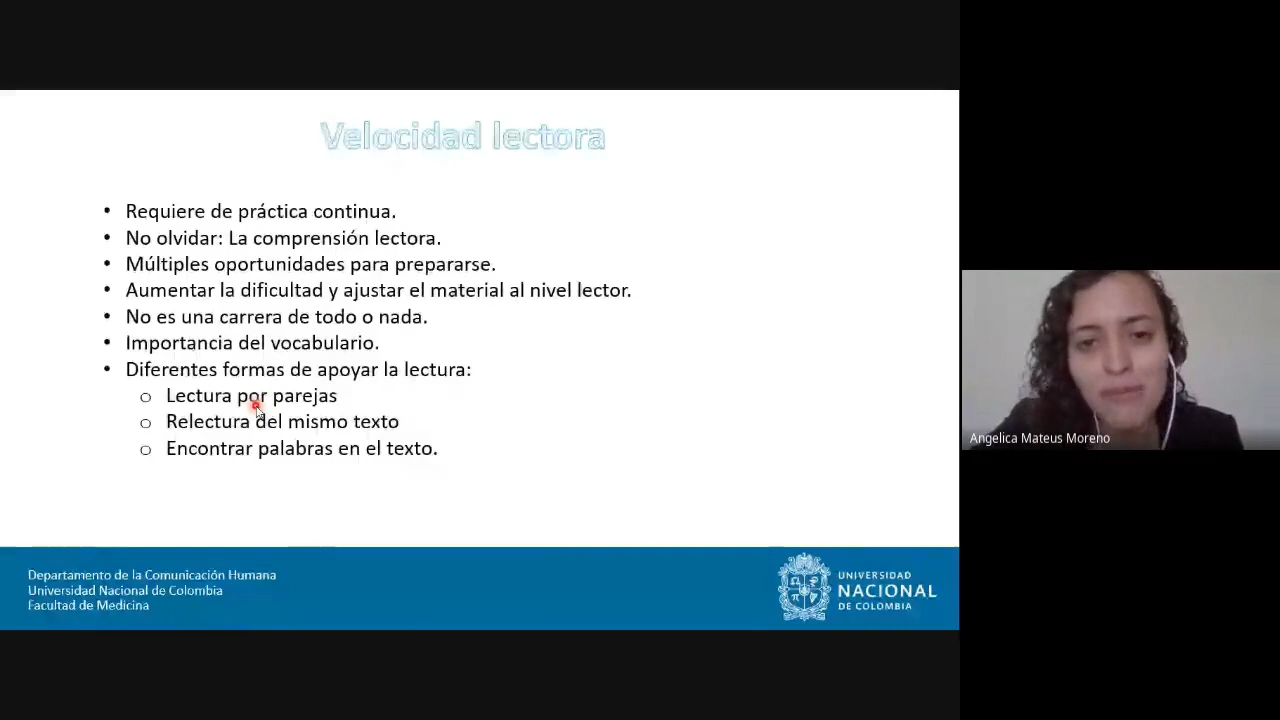 Velocidad lectora
• Requiere de práctica continua.
• No olvidar: La comprensión lectora.
• Múltiples oportunidades para prepararse.
• Aumentar la dificultad y ajustar el material al nivel lector.
• No es una carrera de todo o nada.
• Importancia del vocabulario.
• Diferentes formas de apoyar la lectura:
o Lectura por parejas
o Relectura del mismo texto
o Encontrar palabras en el texto.
Angelica Mateus Moreno
Departamento de la Comunicación Humana
Universidad Nacional de Colombia
Facultad de Medicina
UNIVERSIDAD
NACIONAL
DE COLOMBIA